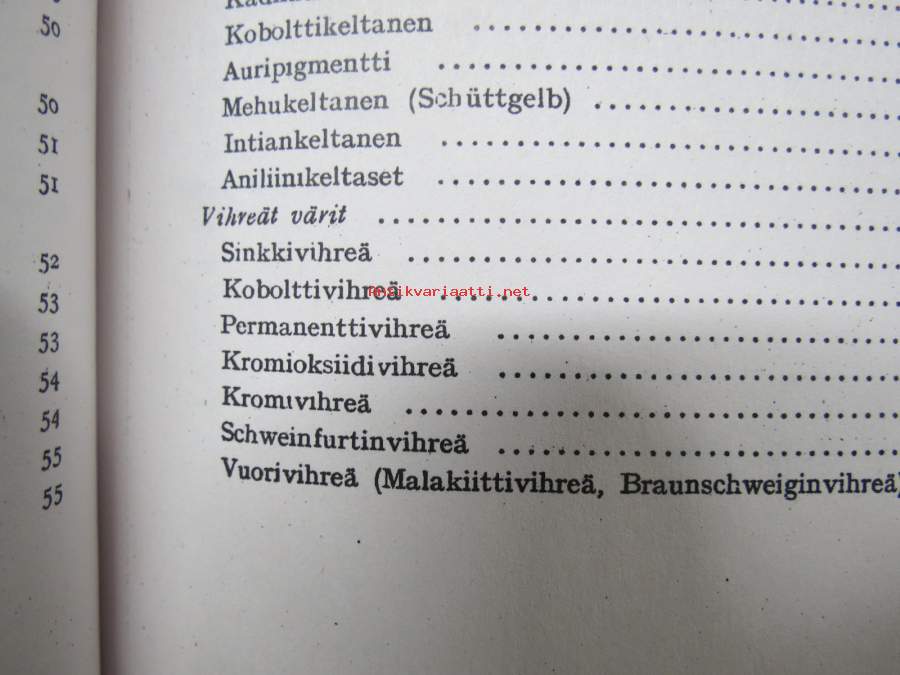 50
50
51
51
52
53
53
54
54
55
55
Kobolttikeltanen ........................
Auripigmentti ........................
Mehukeltanen (Schüttgelb) ........................
Intiankeltanen ........................
Aniliinikeltaset ........................
Vihreät värit ........................
Sinkkivihreä ........................
Kobolttivihreä ........................
Antikvariaatti.net
Permanenttivihreä ........................
Kromioksiidivihreä ........................
Kromivihreä ........................
Schweinfurtinvihreä ........................
Vuorivihreä (Malakiittivihreä, Braunschweiginvihreä)